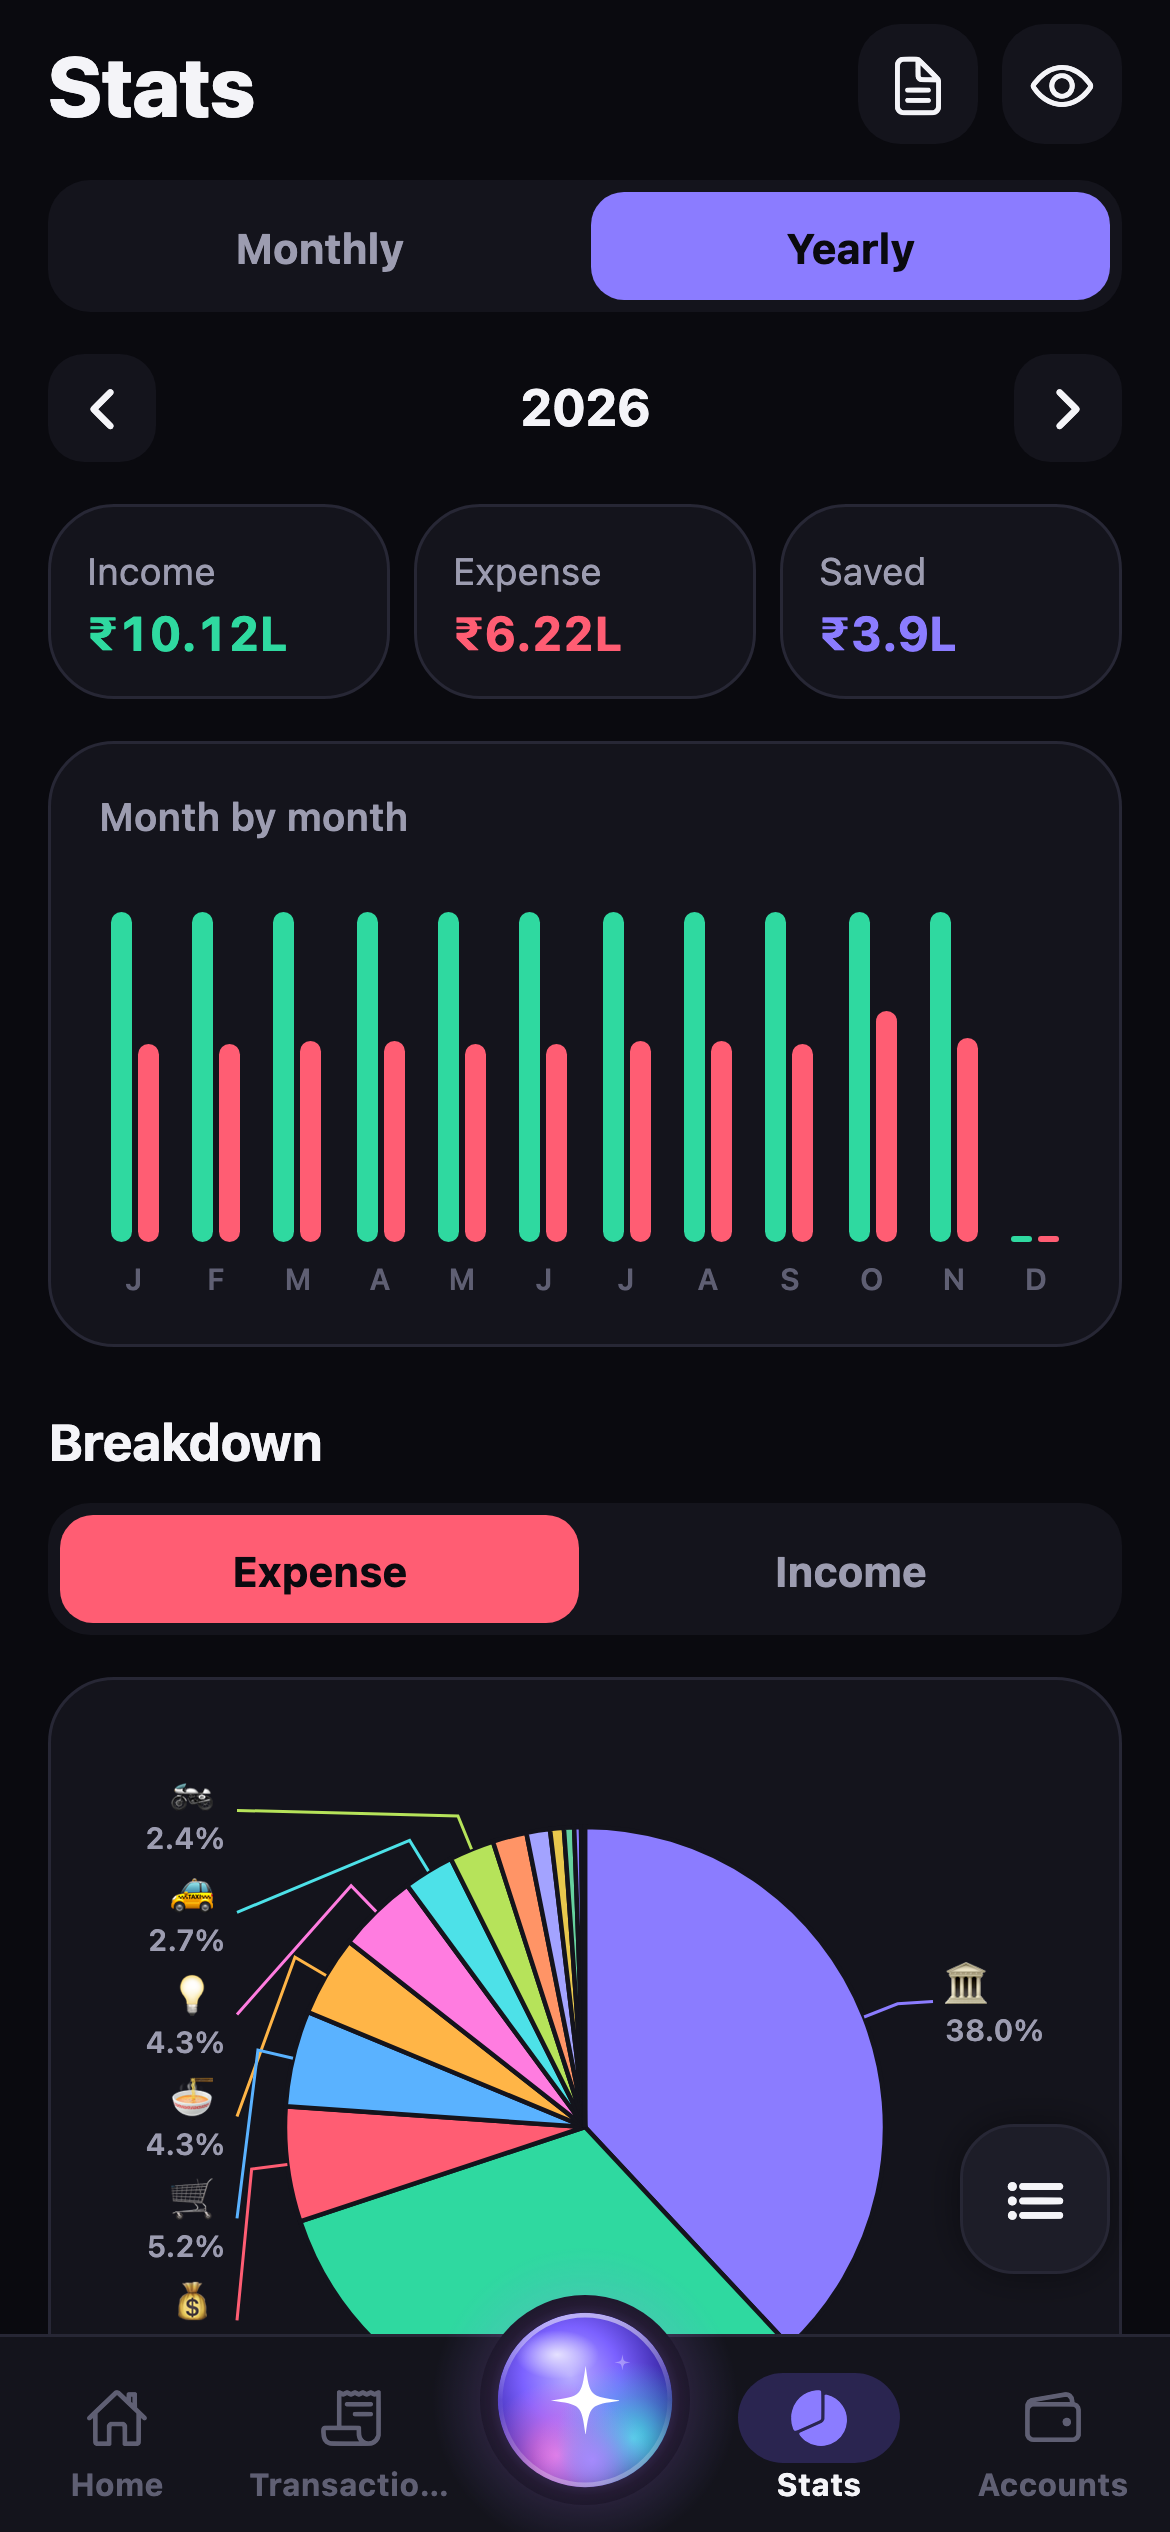 Stats
Monthly
Yearly
2026
Income
₹10.12L
Expense
₹6.22L
Saved
₹3.9L
Month by month
J F M A M J J A S O N D
Breakdown
Expense
Income
2.4%
2.7%
4.3%
4.3%
5.2%
38.0%
Home
Transactio...
Stats
Accounts